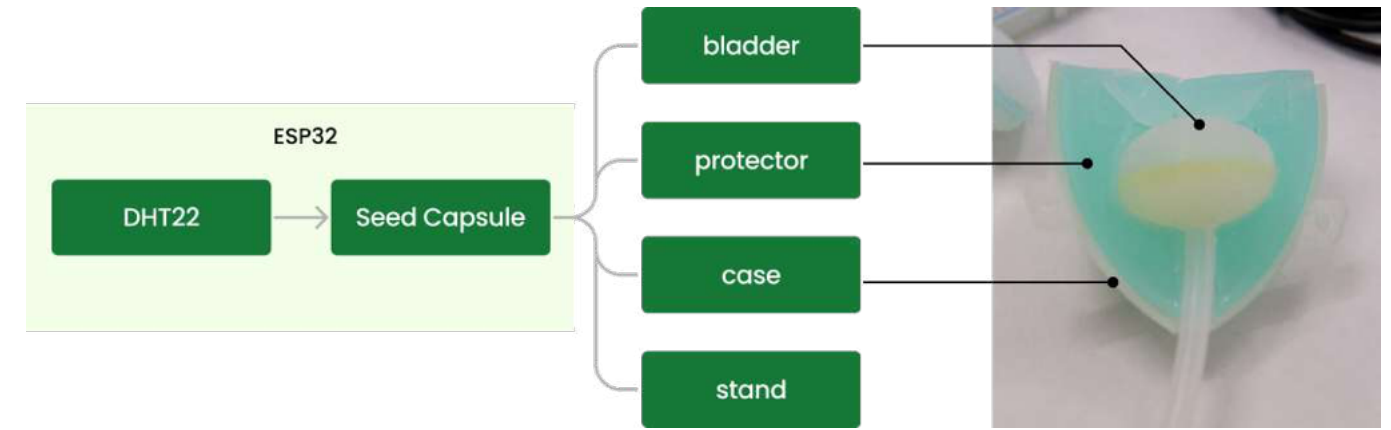 ESP32
DHT22
Seed Capsule
bladder
protector
case
stand